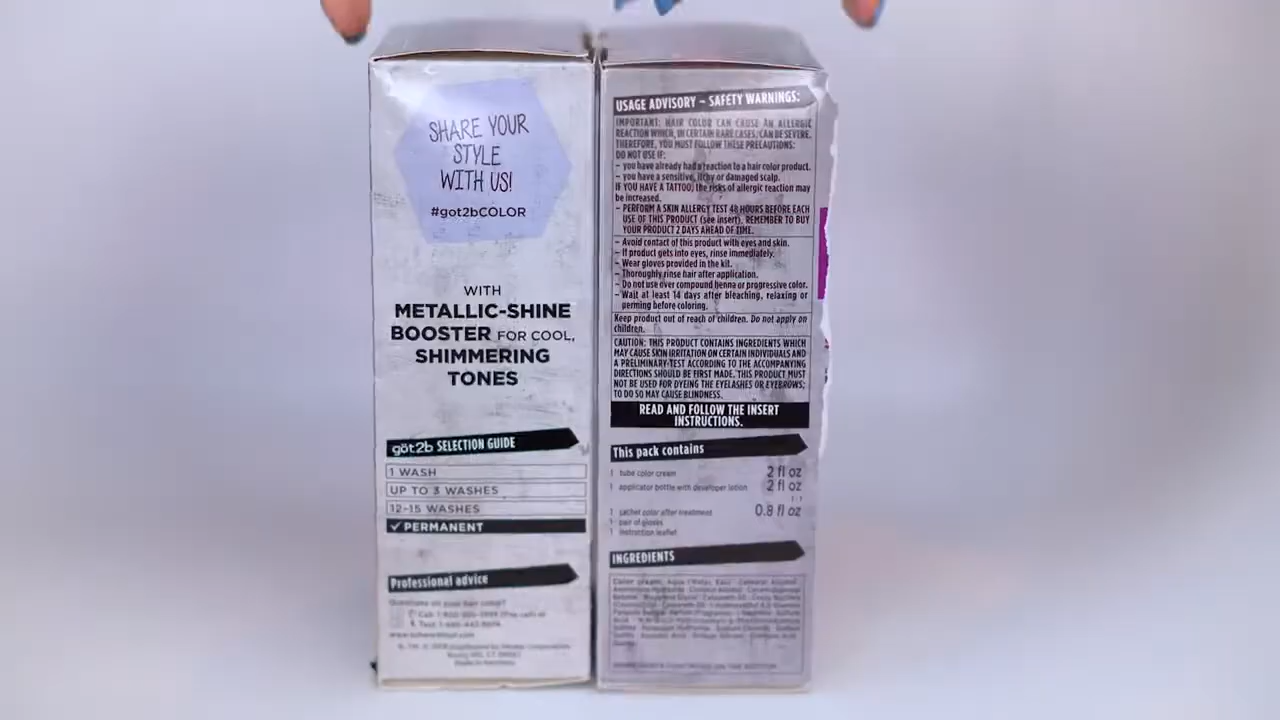 SHARE YOUR
STYLE
WITH US!
#got2bCOLOR
WITH
METALLIC-SHINE
BOOSTER FOR COOL,
SHIMMERING
TONES
göt2b SELECTION GUIDE
1 WASH
UP TO 3 WASHES
12-15 WASHES
✓ PERMANENT
Professional advice
Questions on your hair color?
USAGE ADVISORY – SAFETY WARNINGS:
IMPORTANT: HAIR COLOR CAN CAUSE AN ALLERGIC
REACTION WHICH, IN CERTAIN RARE CASES, CAN BE SEVERE.
THEREFORE, YOU MUST FOLLOW THESE PRECAUTIONS:
DO NOT USE IF:
– you have already had a reaction to a hair color product.
– you have a sensitive, itchy or damaged scalp.
IF YOU HAVE A TATTOO, the risks of allergic reaction may
be increased.
– PERFORM A SKIN ALLERGY TEST 48 HOURS BEFORE EACH
USE OF THIS PRODUCT (see insert). REMEMBER TO BUY
YOUR PRODUCT 2 DAYS AHEAD OF TIME.
– Avoid contact of this product with eyes and skin.
– If product gets into eyes, rinse immediately.
– Wear gloves provided in the kit.
– Thoroughly rinse hair after application.
– Do not use over compound henna or progressive color.
– Wait at least 14 days after bleaching, relaxing or
perming before coloring.
Keep product out of reach of children. Do not apply on
children.
CAUTION: THIS PRODUCT CONTAINS INGREDIENTS WHICH
MAY CAUSE SKIN IRRITATION ON CERTAIN INDIVIDUALS AND
A PRELIMINARY-TEST ACCORDING TO THE ACCOMPANYING
DIRECTIONS SHOULD BE FIRST MADE. THIS PRODUCT MUST
NOT BE USED FOR DYEING THE EYELASHES OR EYEBROWS;
TO DO SO MAY CAUSE BLINDNESS.
READ AND FOLLOW THE INSERT
INSTRUCTIONS.
This pack contains
1 tube color cream 2 fl oz
1 applicator bottle with developer lotion 2 fl oz
1:1
1 sachet color after treatment 0.8 fl oz
1 pair of gloves
1 instruction leaflet
INGREDIENTS